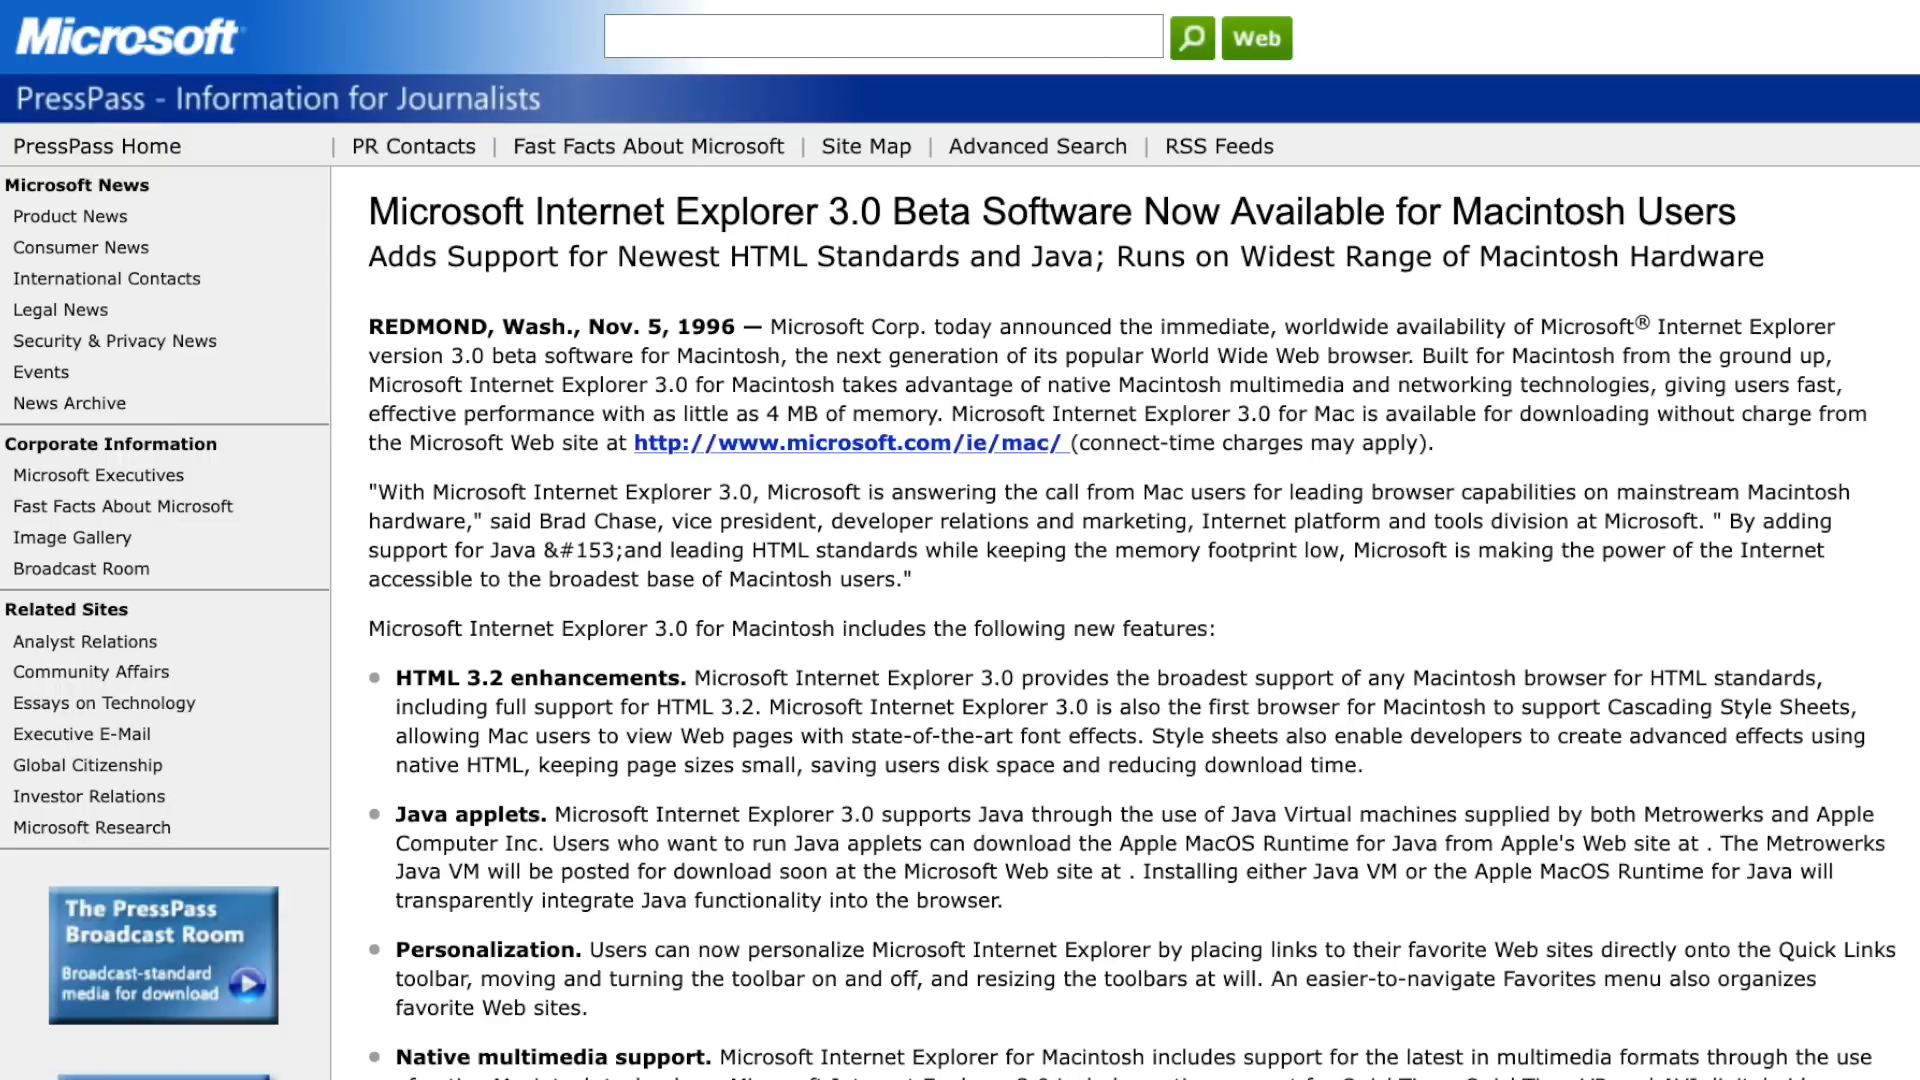 Microsoft
Web
PressPass - Information for Journalists
PressPass Home | PR Contacts | Fast Facts About Microsoft | Site Map | Advanced Search | RSS Feeds
Microsoft News
Product News
Consumer News
International Contacts
Legal News
Security & Privacy News
Events
News Archive
Corporate Information
Microsoft Executives
Fast Facts About Microsoft
Image Gallery
Broadcast Room
Related Sites
Analyst Relations
Community Affairs
Essays on Technology
Executive E-Mail
Global Citizenship
Investor Relations
Microsoft Research
The PressPass
Broadcast Room
Broadcast-standard
media for download
Microsoft Internet Explorer 3.0 Beta Software Now Available for Macintosh Users
Adds Support for Newest HTML Standards and Java; Runs on Widest Range of Macintosh Hardware
REDMOND, Wash., Nov. 5, 1996 — Microsoft Corp. today announced the immediate, worldwide availability of Microsoft® Internet Explorer
version 3.0 beta software for Macintosh, the next generation of its popular World Wide Web browser. Built for Macintosh from the ground up,
Microsoft Internet Explorer 3.0 for Macintosh takes advantage of native Macintosh multimedia and networking technologies, giving users fast,
effective performance with as little as 4 MB of memory. Microsoft Internet Explorer 3.0 for Mac is available for downloading without charge from
the Microsoft Web site at http://www.microsoft.com/ie/mac/ (connect-time charges may apply).
"With Microsoft Internet Explorer 3.0, Microsoft is answering the call from Mac users for leading browser capabilities on mainstream Macintosh
hardware," said Brad Chase, vice president, developer relations and marketing, Internet platform and tools division at Microsoft. " By adding
support for Java &#153;and leading HTML standards while keeping the memory footprint low, Microsoft is making the power of the Internet
accessible to the broadest base of Macintosh users."
Microsoft Internet Explorer 3.0 for Macintosh includes the following new features:
HTML 3.2 enhancements. Microsoft Internet Explorer 3.0 provides the broadest support of any Macintosh browser for HTML standards,
including full support for HTML 3.2. Microsoft Internet Explorer 3.0 is also the first browser for Macintosh to support Cascading Style Sheets,
allowing Mac users to view Web pages with state-of-the-art font effects. Style sheets also enable developers to create advanced effects using
native HTML, keeping page sizes small, saving users disk space and reducing download time.
Java applets. Microsoft Internet Explorer 3.0 supports Java through the use of Java Virtual machines supplied by both Metrowerks and Apple
Computer Inc. Users who want to run Java applets can download the Apple MacOS Runtime for Java from Apple's Web site at . The Metrowerks
Java VM will be posted for download soon at the Microsoft Web site at . Installing either Java VM or the Apple MacOS Runtime for Java will
transparently integrate Java functionality into the browser.
Personalization. Users can now personalize Microsoft Internet Explorer by placing links to their favorite Web sites directly onto the Quick Links
toolbar, moving and turning the toolbar on and off, and resizing the toolbars at will. An easier-to-navigate Favorites menu also organizes
favorite Web sites.
Native multimedia support. Microsoft Internet Explorer for Macintosh includes support for the latest in multimedia formats through the use